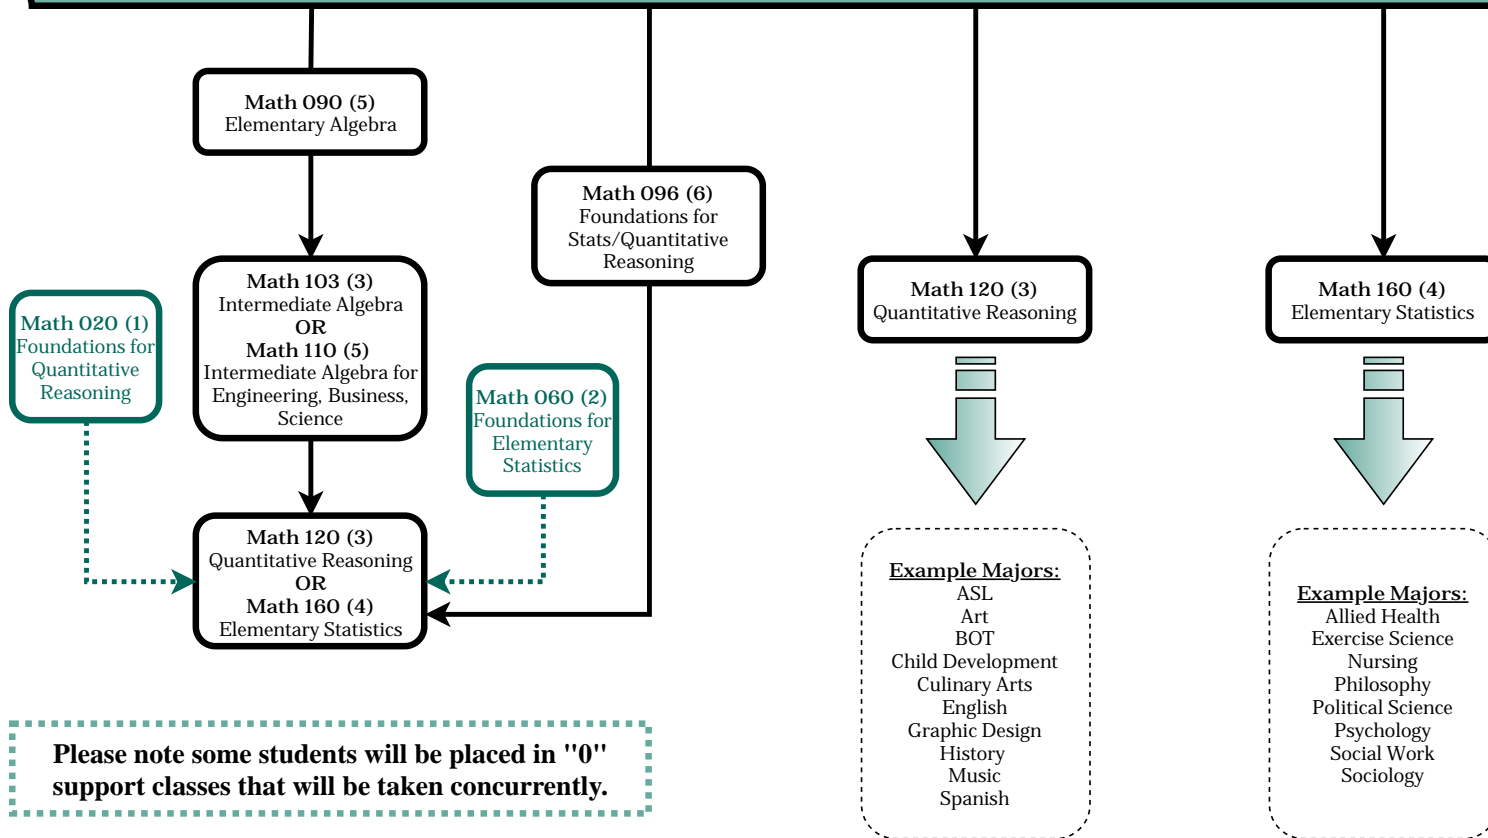 Math 090 (5)
Elementary Algebra
Math 096 (6)
Foundations for
Stats/Quantitative
Reasoning
Math 103 (3)
Intermediate Algebra
OR
Math 110 (5)
Intermediate Algebra for
Engineering, Business,
Science
Math 020 (1)
Foundations for
Quantitative
Reasoning
Math 060 (2)
Foundations for
Elementary
Statistics
Math 120 (3)
Quantitative Reasoning
OR
Math 160 (4)
Elementary Statistics
Please note some students will be placed in "0"
support classes that will be taken concurrently.
Math 120 (3)
Quantitative Reasoning
Example Majors:
ASL
Art
BOT
Child Development
Culinary Arts
English
Graphic Design
History
Music
Spanish
Math 160 (4)
Elementary Statistics
Example Majors:
Allied Health
Exercise Science
Nursing
Philosophy
Political Science
Psychology
Social Work
Sociology